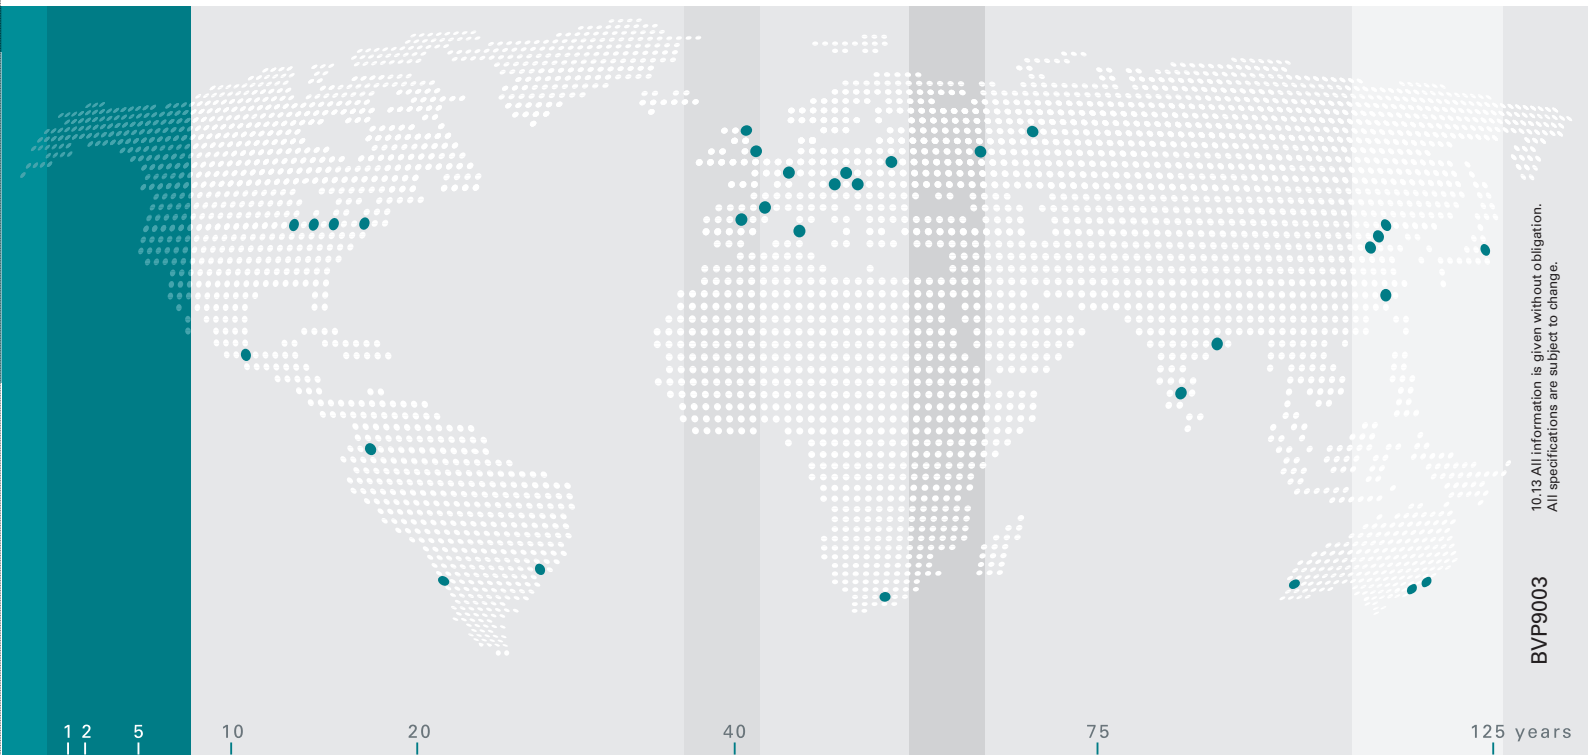 10.13 All information is given without obligation.
All specifications are subject to change.
BVP9003
1 2 5 10 20 40 75 125 years